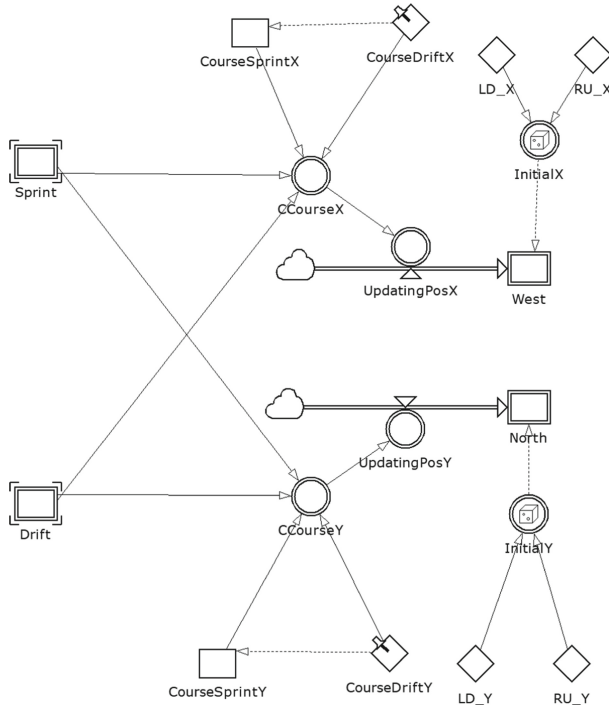 CourseSprintX
CourseDriftX
LD_X
RU_X
Sprint
InitialX
CCourseX
UpdatingPosX
West
North
UpdatingPosY
Drift
CCourseY
InitialY
CourseSprintY
CourseDriftY
LD_Y
RU_Y